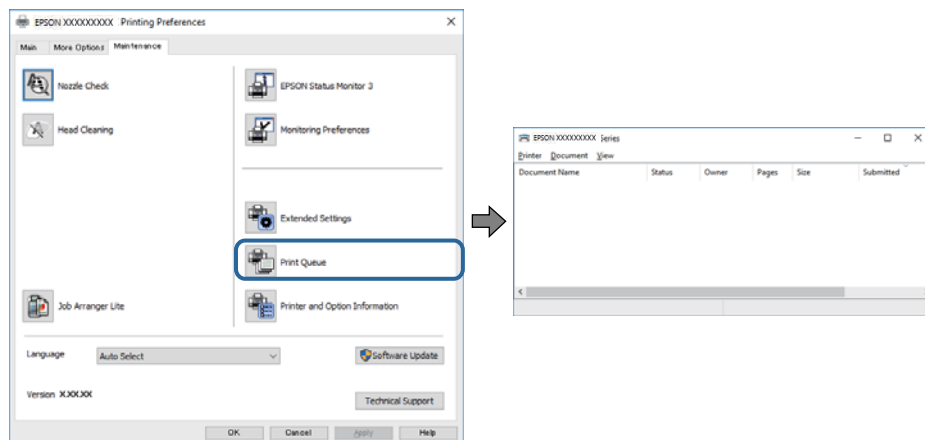 EPSON XXXXXXXXX Printing Preferences
Main More Options Maintenance
Nozzle Check
EPSON Status Monitor 3
Head Cleaning
Monitoring Preferences
Extended Settings
Print Queue
Job Arranger Lite
Printer and Option Information
Language Auto Select Software Update
Version X.XX.XX
Technical Support
OK Cancel Apply Help
EPSON XXXXXXXXXX Series
Printer Document View
Document Name Status Owner Pages Size Submitted